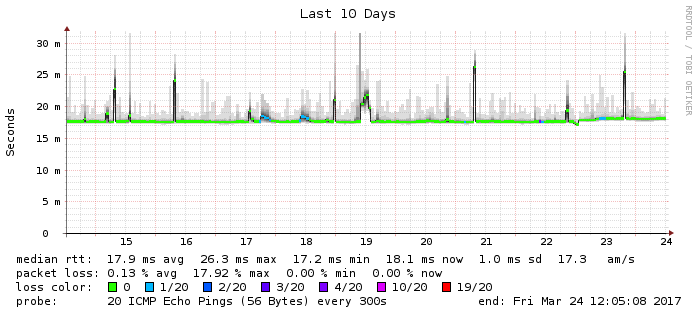 Last 10 Days
RRDTOOL / TOBI OETIKER
Seconds
30 m
25 m
20 m
15 m
10 m
5 m
0
15 16 17 18 19 20 21 22 23 24
median rtt: 17.9 ms avg 26.3 ms max 17.2 ms min 18.1 ms now 1.0 ms sd 17.3 am/s
packet loss: 0.13 % avg 17.92 % max 0.00 % min 0.00 % now
loss color: 0 1/20 2/20 3/20 4/20 10/20 19/20
probe: 20 ICMP Echo Pings (56 Bytes) every 300s end: Fri Mar 24 12:05:08 2017